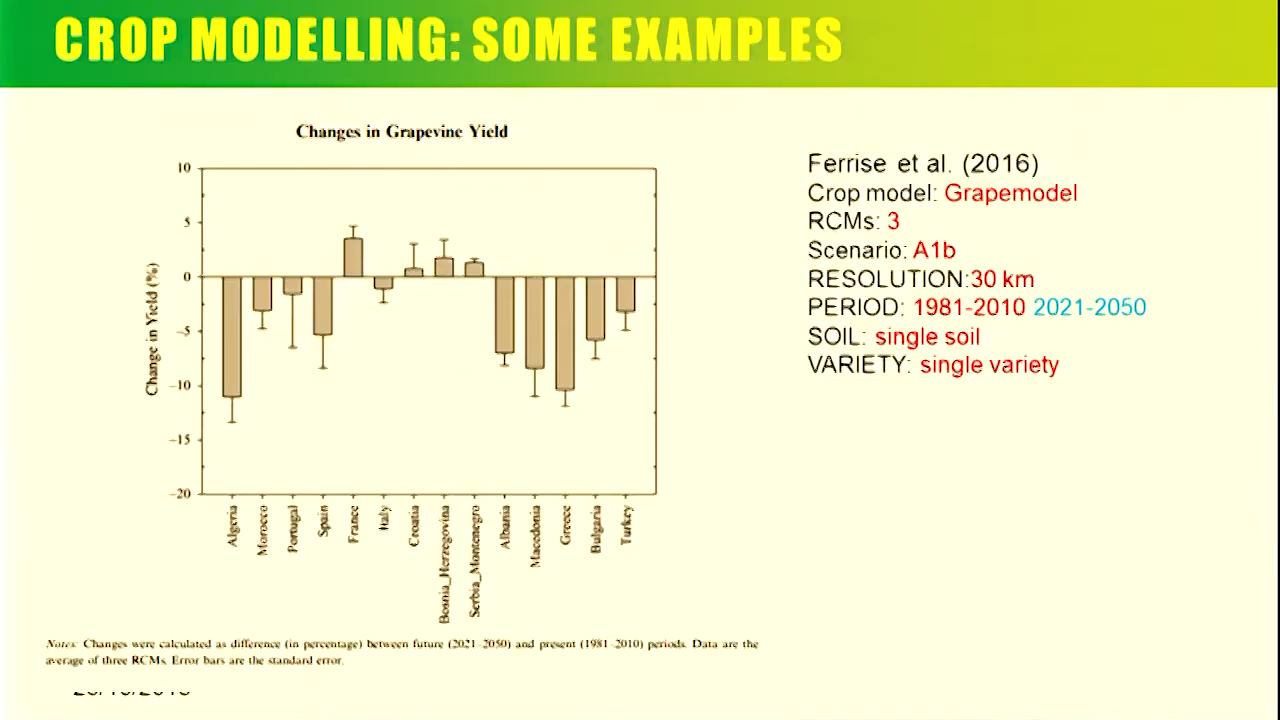 CROP MODELLING: SOME EXAMPLES
Changes in Grapevine Yield
Change in Yield (%)
10
5
0
−5
−10
−15
−20
Algeria
Morocco
Portugal
Spain
France
Italy
Croatia
Bosnia_Herzegovina
Serbia_Montenegro
Albania
Macedonia
Greece
Bulgaria
Turkey
Notes: Changes were calculated as difference (in percentage) between future (2021–2050) and present (1981–2010) periods. Data are the
average of three RCMs. Error bars are the standard error.
Ferrise et al. (2016)
Crop model: Grapemodel
RCMs: 3
Scenario: A1b
RESOLUTION:30 km
PERIOD: 1981-2010 2021-2050
SOIL: single soil
VARIETY: single variety